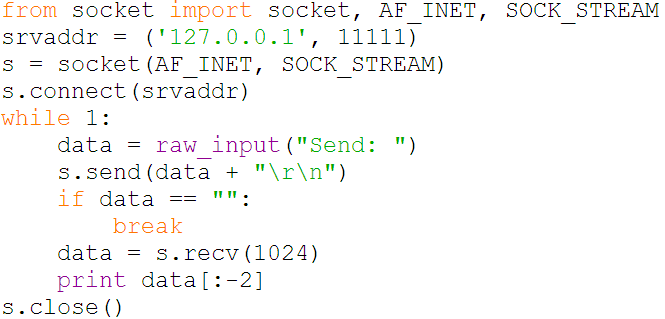 from socket import socket, AF_INET, SOCK_STREAM
srvaddr = ('127.0.0.1', 11111)
s = socket(AF_INET, SOCK_STREAM)
s.connect(srvaddr)
while 1:
    data = raw_input("Send: ")
    s.send(data + "\r\n")
    if data == "":
        break
    data = s.recv(1024)
    print data[:-2]
s.close()